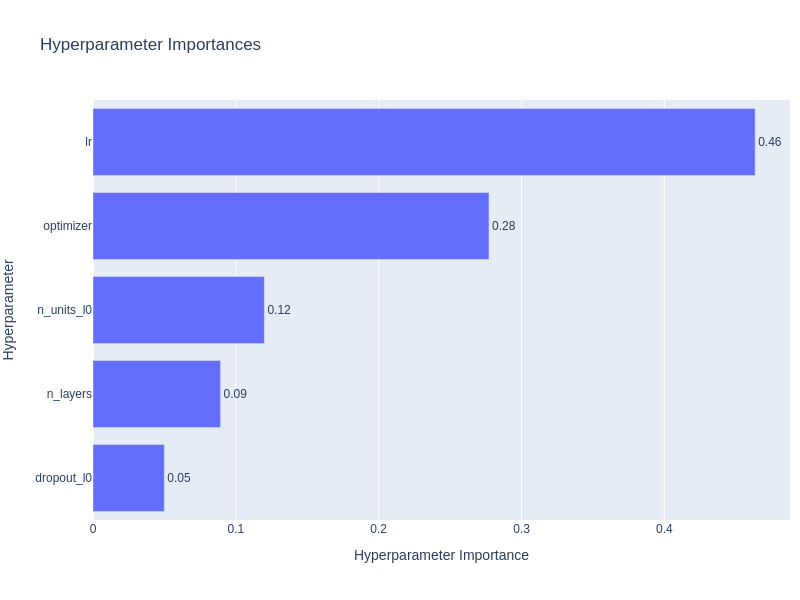 Hyperparameter Importances
lr
0.46
optimizer
0.28
n_units_l0
0.12
n_layers
0.09
dropout_l0
0.05
0
0.1
0.2
0.3
0.4
Hyperparameter Importance
Hyperparameter